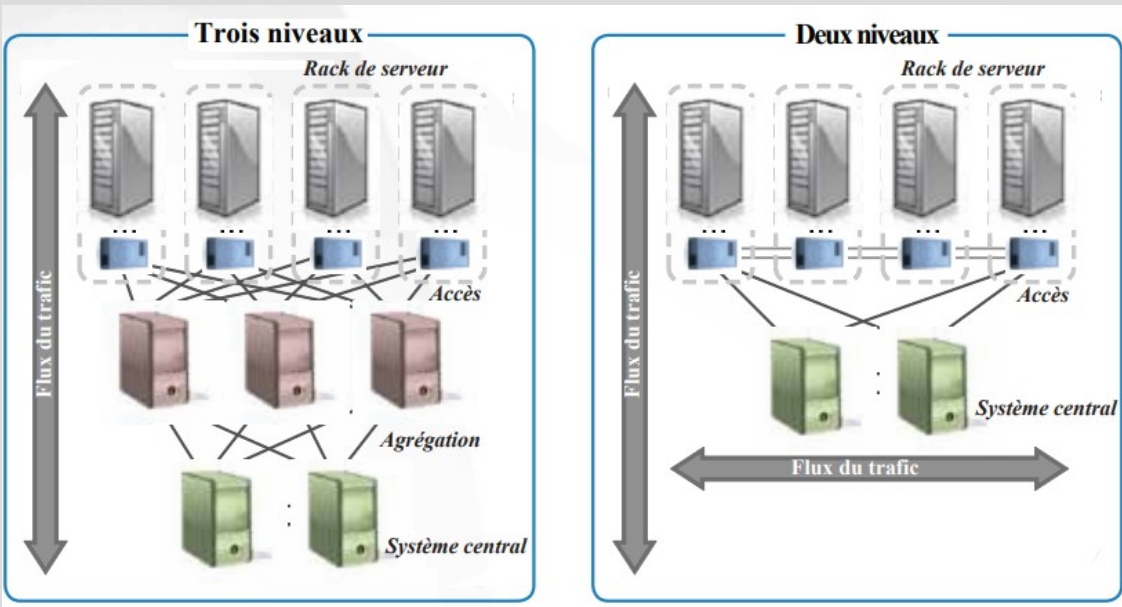 Trois niveaux
Rack de serveur
...
...
...
...
Accès
Flux du trafic
Agrégation
:
Système central
Deux niveaux
Rack de serveur
...
...
...
...
Accès
Flux du trafic
:
Système central
Flux du trafic